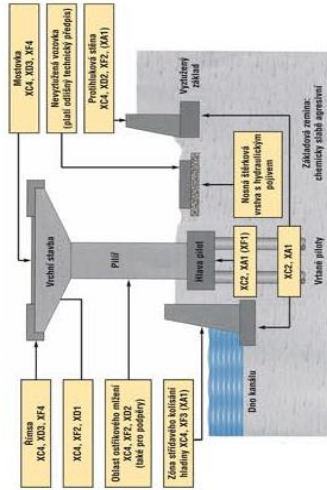 Mostovka
XC4, XD3, XF4
Nevyztužená vozovka
(platí odlišný technický předpis)
Protihluková stěna
XC4, XD2, XF2, (XA1)
Římsa
XC4, XD3, XF4
XC4, XF2, XD1
Oblast ostřikového mlžení
XC4, XF2, XD2
(také pro podpěry)
Zóna střídavého kolísání
hladiny XC4, XF3 (XA1)
Vrchní stavba
Pilíř
Hlava pilot
XC2, XA1 (XF1)
XC2, XA1
Nosná štěrková
vrstva s hydraulickým
pojivem
Vyztužený
základ
Dno kanálu
Vrtané piloty
Základová zemina:
chemicky slabě agresivní